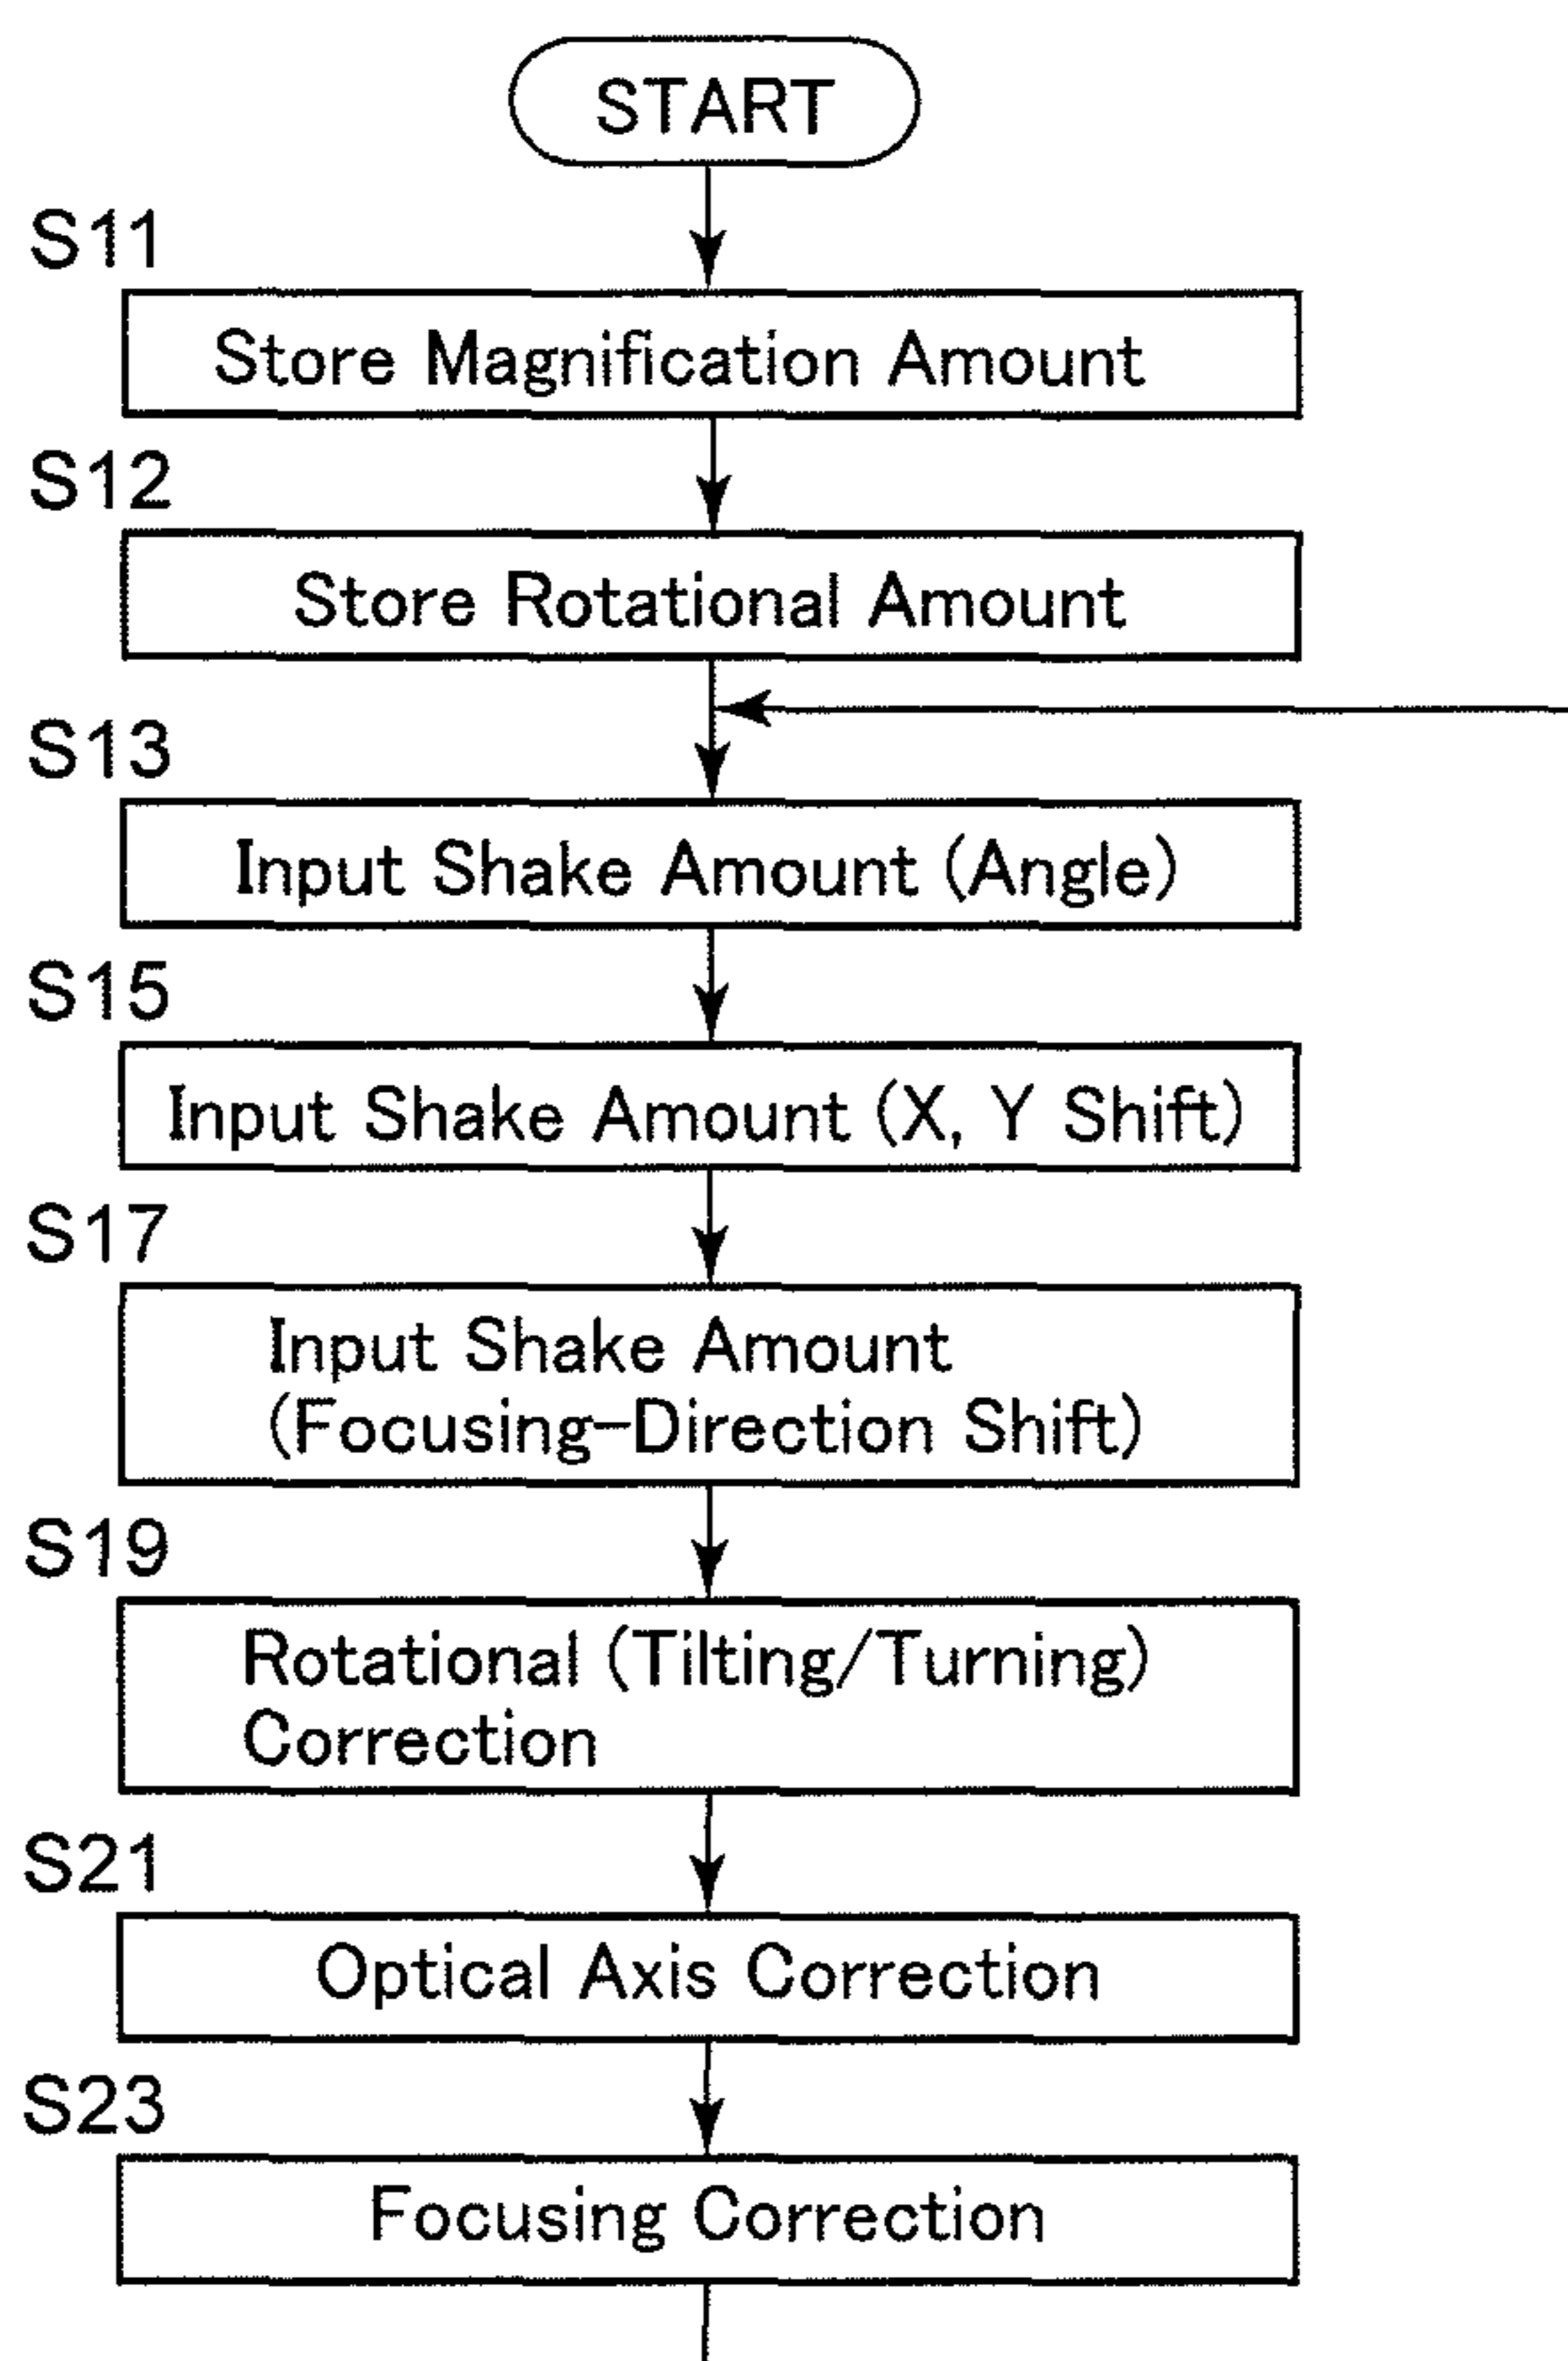 START
S11
Store Magnification Amount
S12
Store Rotational Amount
S13
Input Shake Amount (Angle)
S15
Input Shake Amount (X, Y Shift)
S17
Input Shake Amount
(Focusing-Direction Shift)
S19
Rotational (Tilting/Turning)
Correction
S21
Optical Axis Correction
S23
Focusing Correction